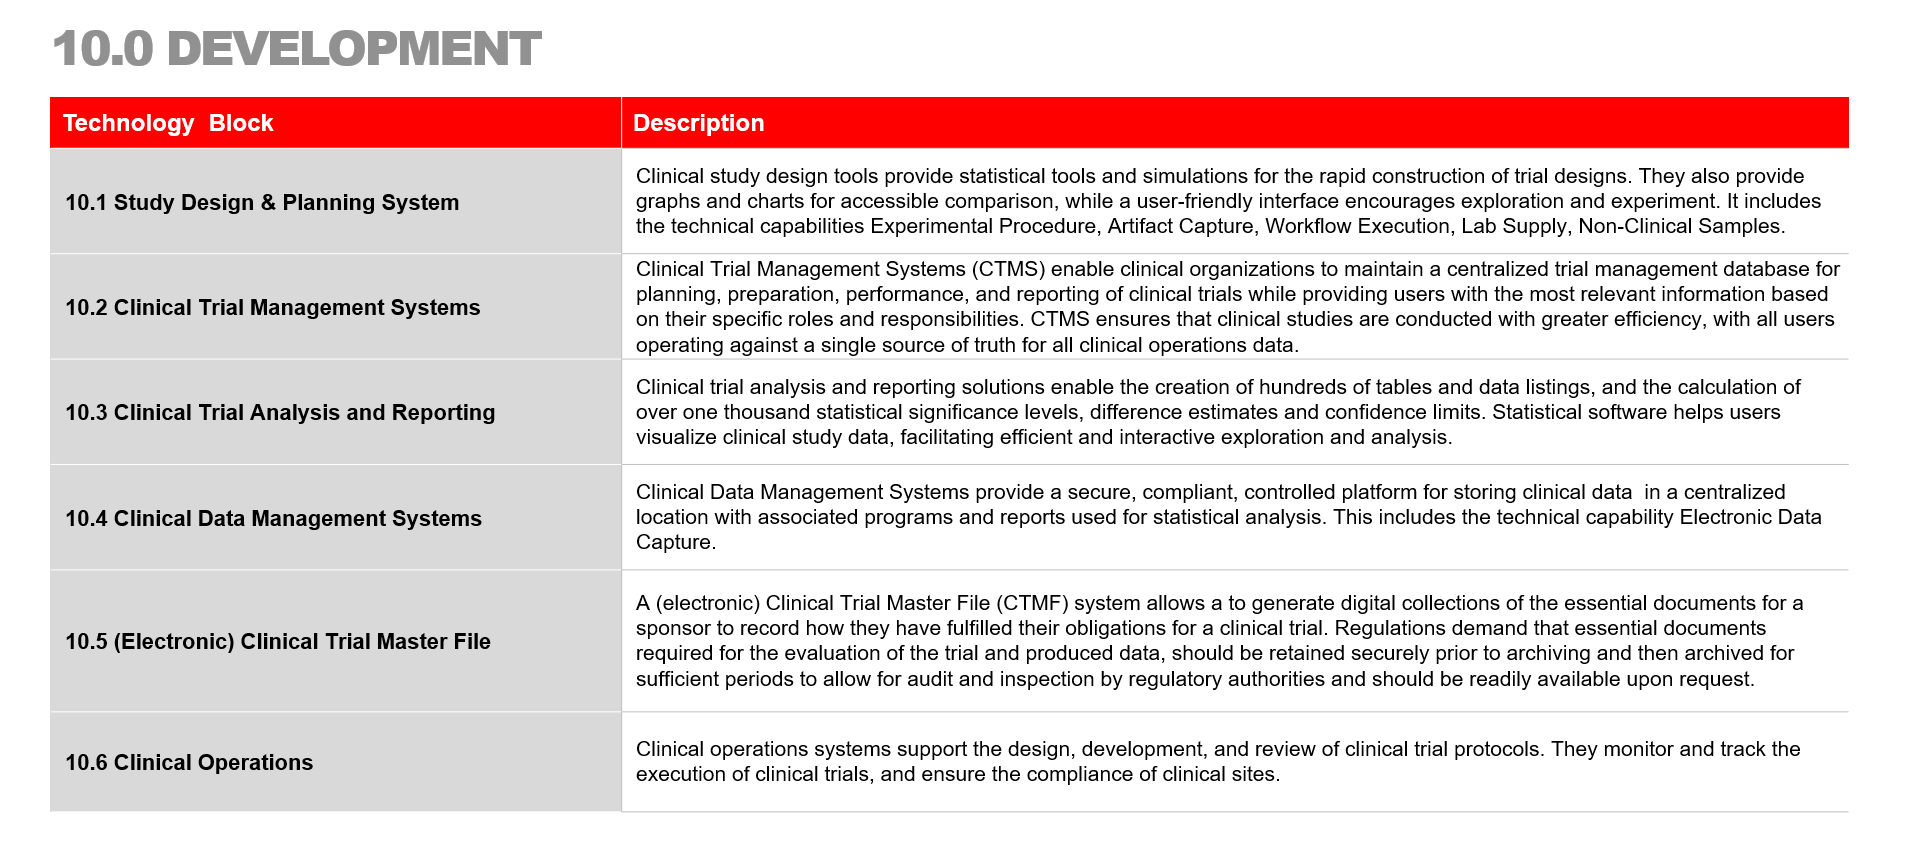 10.0 DEVELOPMENT
Technology  Block
Description
10.1 Study Design & Planning System
Clinical study design tools provide statistical tools and simulations for the rapid construction of trial designs. They also provide
graphs and charts for accessible comparison, while a user-friendly interface encourages exploration and experiment. It includes
the technical capabilities Experimental Procedure, Artifact Capture, Workflow Execution, Lab Supply, Non-Clinical Samples.
10.2 Clinical Trial Management Systems
Clinical Trial Management Systems (CTMS) enable clinical organizations to maintain a centralized trial management database for
planning, preparation, performance, and reporting of clinical trials while providing users with the most relevant information based
on their specific roles and responsibilities. CTMS ensures that clinical studies are conducted with greater efficiency, with all users
operating against a single source of truth for all clinical operations data.
10.3 Clinical Trial Analysis and Reporting
Clinical trial analysis and reporting solutions enable the creation of hundreds of tables and data listings, and the calculation of
over one thousand statistical significance levels, difference estimates and confidence limits. Statistical software helps users
visualize clinical study data, facilitating efficient and interactive exploration and analysis.
10.4 Clinical Data Management Systems
Clinical Data Management Systems provide a secure, compliant, controlled platform for storing clinical data  in a centralized
location with associated programs and reports used for statistical analysis. This includes the technical capability Electronic Data
Capture.
10.5 (Electronic) Clinical Trial Master File
A (electronic) Clinical Trial Master File (CTMF) system allows a to generate digital collections of the essential documents for a
sponsor to record how they have fulfilled their obligations for a clinical trial. Regulations demand that essential documents
required for the evaluation of the trial and produced data, should be retained securely prior to archiving and then archived for
sufficient periods to allow for audit and inspection by regulatory authorities and should be readily available upon request.
10.6 Clinical Operations
Clinical operations systems support the design, development, and review of clinical trial protocols. They monitor and track the
execution of clinical trials, and ensure the compliance of clinical sites.